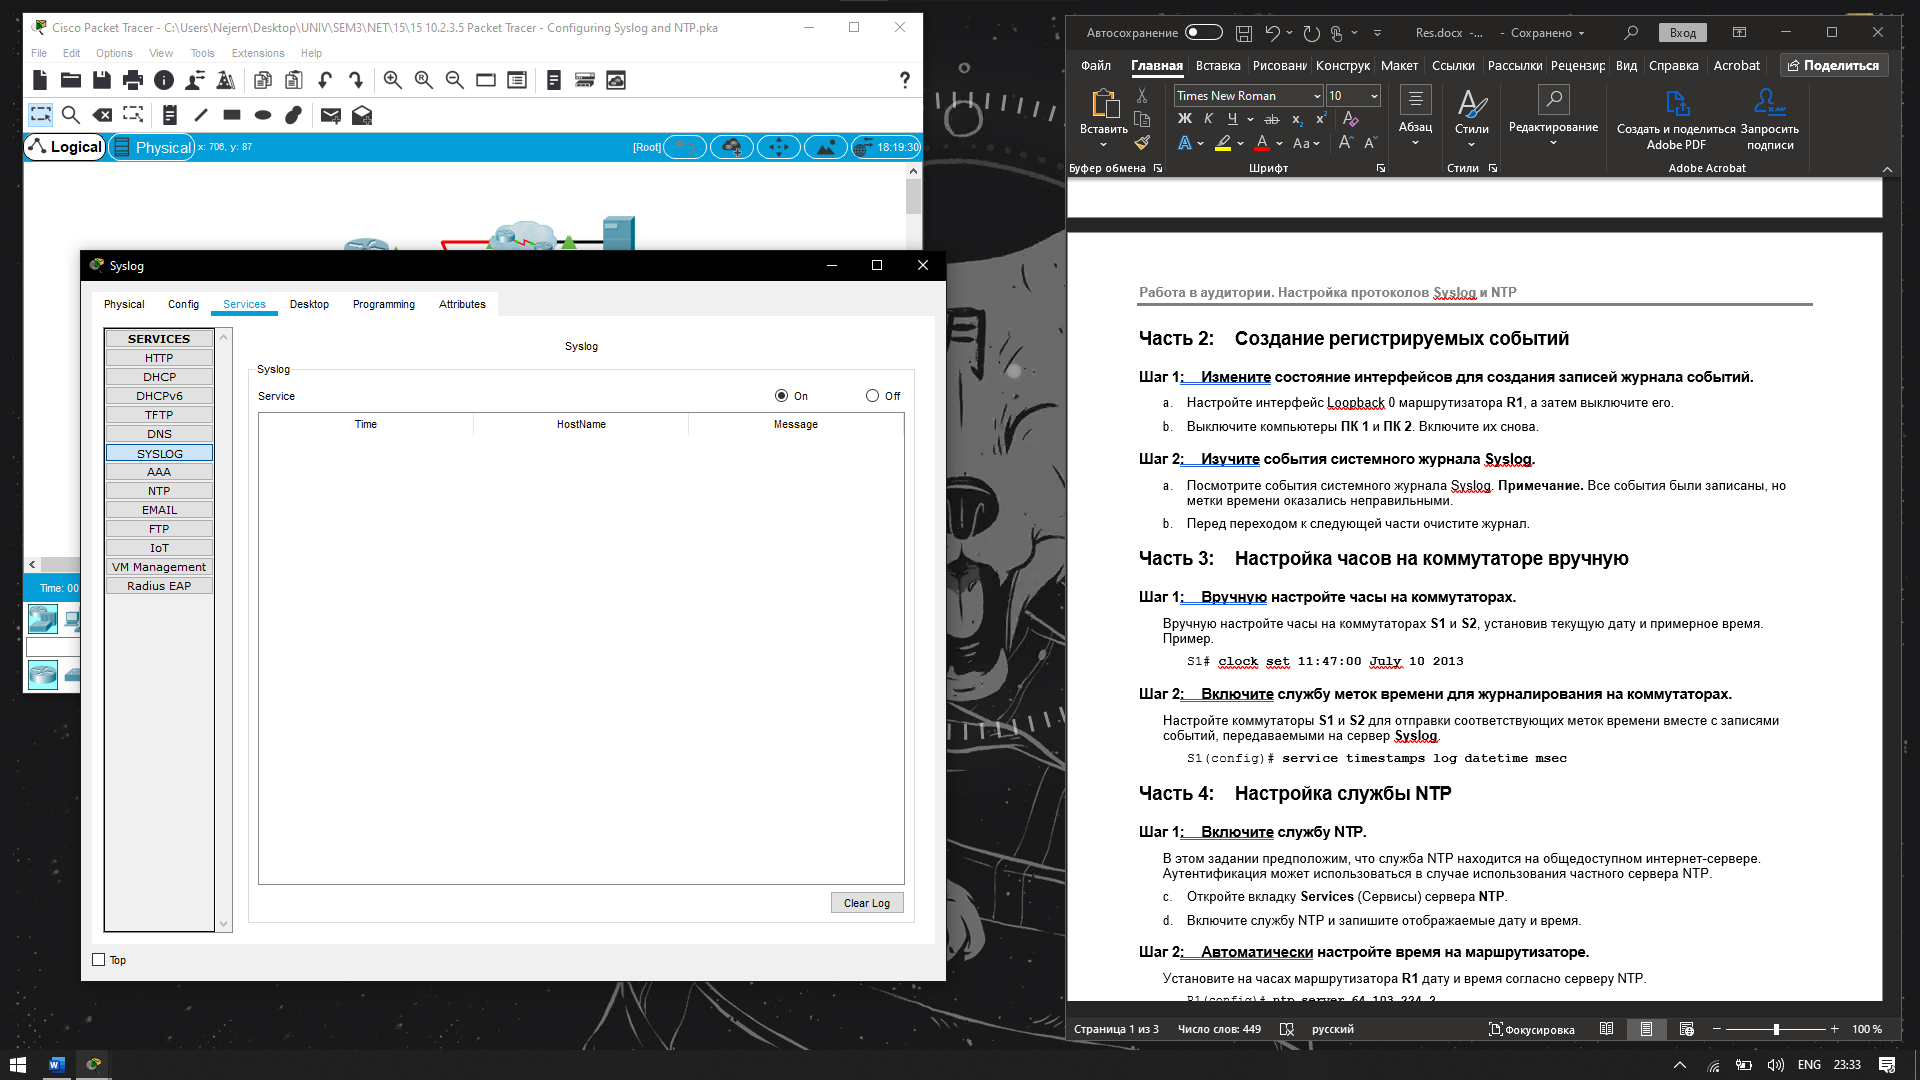 Cisco Packet Tracer - C:\Users\Nejern\Desktop\UNIV\SEM3\NET\15\15 10.2.3.5 Packet Tracer - Configuring Syslog and NTP.pka
File Edit Options View Tools Extensions Help
?
Logical Physical x: 706, y: 87 [Root] 18:19:30
Time: 00
Syslog
Physical Config Services Desktop Programming Attributes
SERVICES
HTTP
DHCP
DHCPv6
TFTP
DNS
SYSLOG
AAA
NTP
EMAIL
FTP
IoT
VM Management
Radius EAP
Syslog
Syslog
Service On Off
Time HostName Message
Clear Log
Top
Автосохранение Res.docx -... - Сохранено Вход
Файл Главная Вставка Рисовани Конструк Макет Ссылки Рассылки Рецензир Вид Справка Acrobat Поделиться
Вставить
Буфер обмена
Times New Roman 10
Ж К Ч ab x₂ x² A
A A Aa A A
Шрифт
Абзац
Стили
Стили
Редактирование
Создать и поделиться Adobe PDF
Запросить подписи
Adobe Acrobat
Работа в аудитории. Настройка протоколов Syslog и NTP
Часть 2: Создание регистрируемых событий
Шаг 1: Измените состояние интерфейсов для создания записей журнала событий.
a. Настройте интерфейс Loopback 0 маршрутизатора R1, а затем выключите его.
b. Выключите компьютеры ПК 1 и ПК 2. Включите их снова.
Шаг 2: Изучите события системного журнала Syslog.
a. Посмотрите события системного журнала Syslog. Примечание. Все события были записаны, но
метки времени оказались неправильными.
b. Перед переходом к следующей части очистите журнал.
Часть 3: Настройка часов на коммутаторе вручную
Шаг 1: Вручную настройте часы на коммутаторах.
Вручную настройте часы на коммутаторах S1 и S2, установив текущую дату и примерное время.
Пример.
S1# clock set 11:47:00 July 10 2013
Шаг 2: Включите службу меток времени для журналирования на коммутаторах.
Настройте коммутаторы S1 и S2 для отправки соответствующих меток времени вместе с записями
событий, передаваемыми на сервер Syslog.
S1(config)# service timestamps log datetime msec
Часть 4: Настройка службы NTP
Шаг 1: Включите службу NTP.
В этом задании предположим, что служба NTP находится на общедоступном интернет-сервере.
Аутентификация может использоваться в случае использования частного сервера NTP.
c. Откройте вкладку Services (Сервисы) сервера NTP.
d. Включите службу NTP и запишите отображаемые дату и время.
Шаг 2: Автоматически настройте время на маршрутизаторе.
Установите на часах маршрутизатора R1 дату и время согласно серверу NTP.
R1(config)# ntp server 64.103.224.2
Страница 1 из 3 Число слов: 449 русский Фокусировка 100 %
ENG 23:33